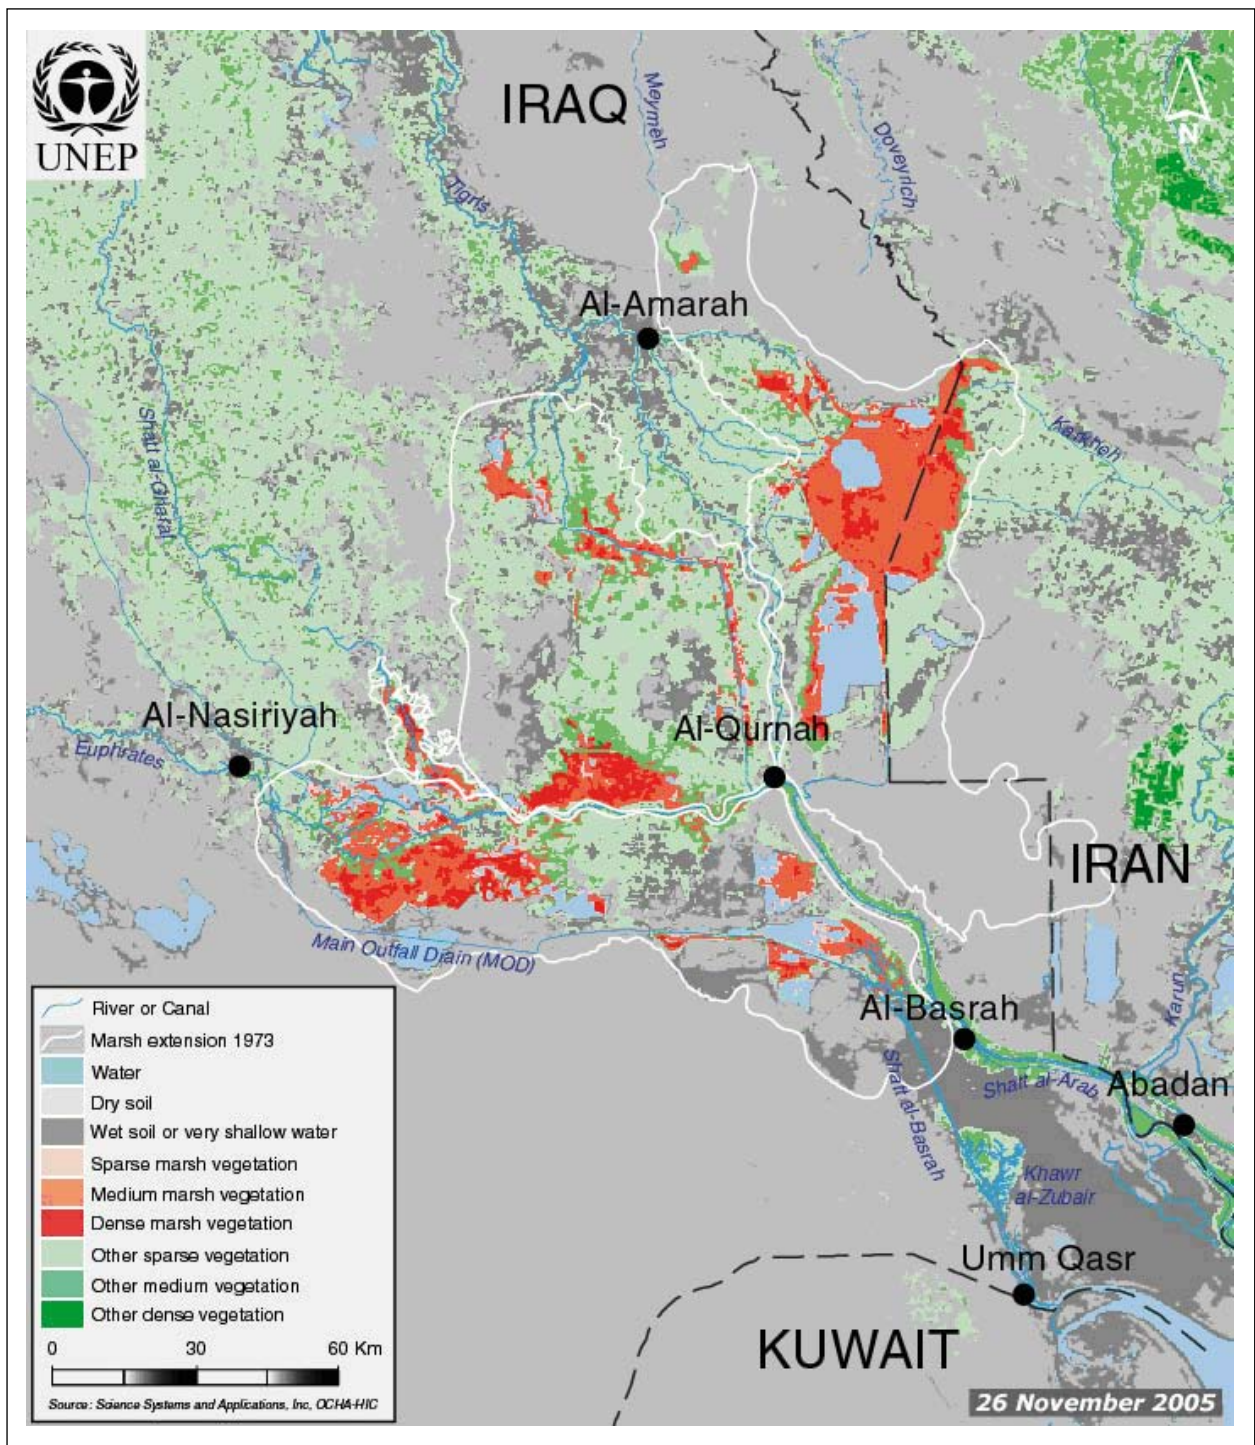 UNEP
IRAQ
Meymeh
Doveyrich
N
Tigris
Al-Amarah
Shatt al-Gharaf
Karkheh
Al-Nasiriyah
Al-Qurnah
Euphrates
IRAN
Main Outfall Drain (MOD)
Karun
Al-Basrah
Shatt al-Arab
Abadan
Shatt al-Basrah
Khawr
al-Zubair
Umm Qasr
KUWAIT
River or Canal
Marsh extension 1973
Water
Dry soil
Wet soil or very shallow water
Sparse marsh vegetation
Medium marsh vegetation
Dense marsh vegetation
Other sparse vegetation
Other medium vegetation
Other dense vegetation
0 30 60 Km
Source: Science Systems and Applications, Inc, OCHA-HIC
26 November 2005